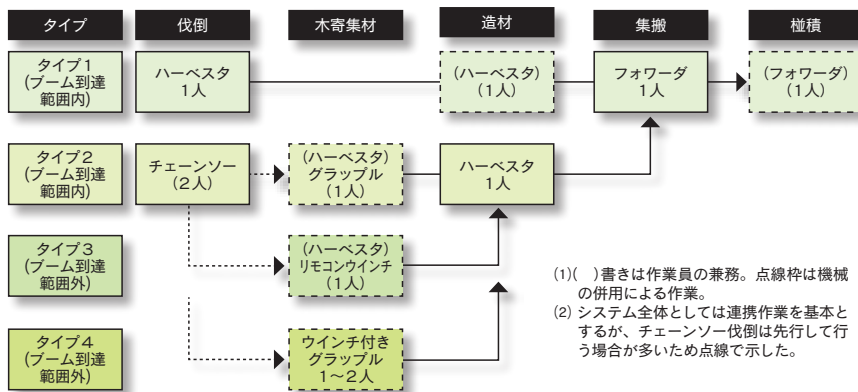 タイプ
伐倒
木寄集材
造材
集搬
椪積
タイプ1
(ブーム到達
範囲内)
ハーベスタ
1人
(ハーベスタ)
(1人)
フォワーダ
1人
(フォワーダ)
(1人)
タイプ2
(ブーム到達
範囲内)
チェーンソー
(2人)
(ハーベスタ)
グラップル
(1人)
ハーベスタ
1人
タイプ3
(ブーム到達
範囲外)
(ハーベスタ)
リモコンウインチ
(1人)
タイプ4
(ブーム到達
範囲外)
ウインチ付き
グラップル
1〜2人
(1)( )書きは作業員の兼務。点線枠は機械
の併用による作業。
(2) システム全体としては連携作業を基本と
するが、チェーンソー伐倒は先行して行
う場合が多いため点線で示した。